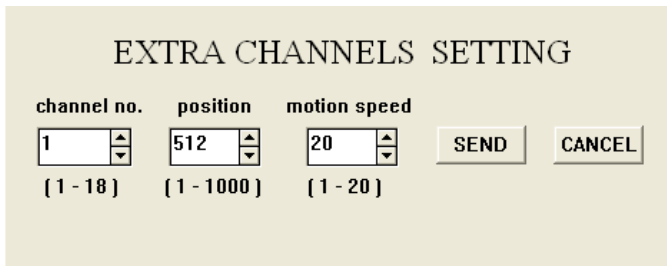 EXTRA CHANNELS SETTING
channel no. position motion speed
1 512 20 SEND CANCEL
( 1 - 18 ) ( 1 - 1000 ) ( 1 - 20 )